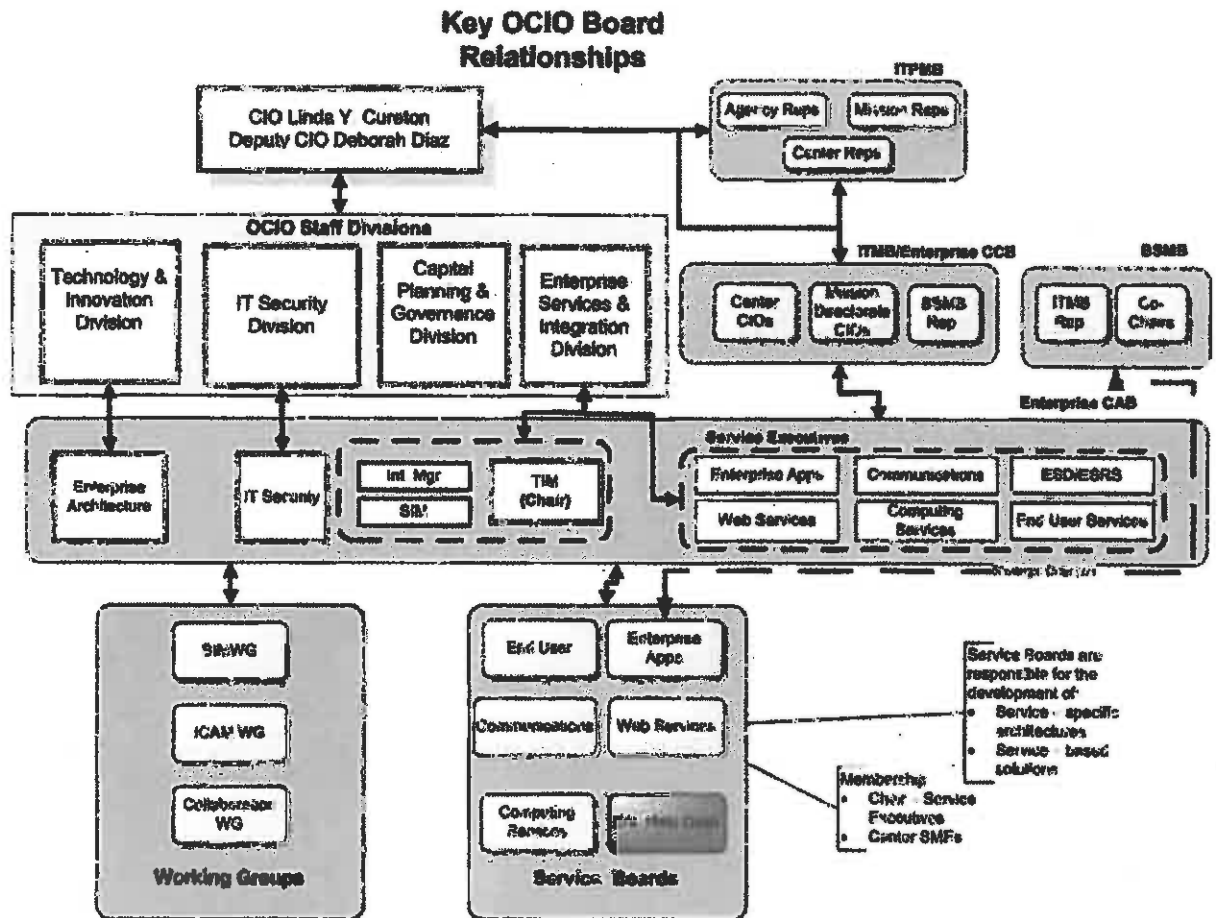 Key OCIO Board
Relationships
ITPMB
CIO Linda Y. Cureton
Deputy CIO Deborah Diaz
Agency Reps
Mission Reps
Center Reps
OCIO Staff Divisions
Technology &
Innovation
Division
IT Security
Division
Capital
Planning &
Governance
Division
Enterprise
Services &
Integration
Division
ITMB/Enterprise CCB
Center
CIOs
Mission
Directorate
CIOs
BSMB
Rep
BSMB
ITMB
Rep
Co-
Chairs
Enterprise CAB
Enterprise
Architecture
IT Security
Int. Mgr
SIM
TIM
(Chair)
Service Executives
Enterprise Apps
Communications
ESD/ESRS
Web Services
Computing
Services
End User Services
SIMWG
ICAM WG
Collaboration
WG
Working Groups
End User
Enterprise
Apps
Communications
Web Services
Computing
Services
Service Boards
Service Boards are
responsible for the
development of
• Service - specific
architectures
• Service - based
solutions
Membership
• Chair - Service
Executives
• Center SMEs